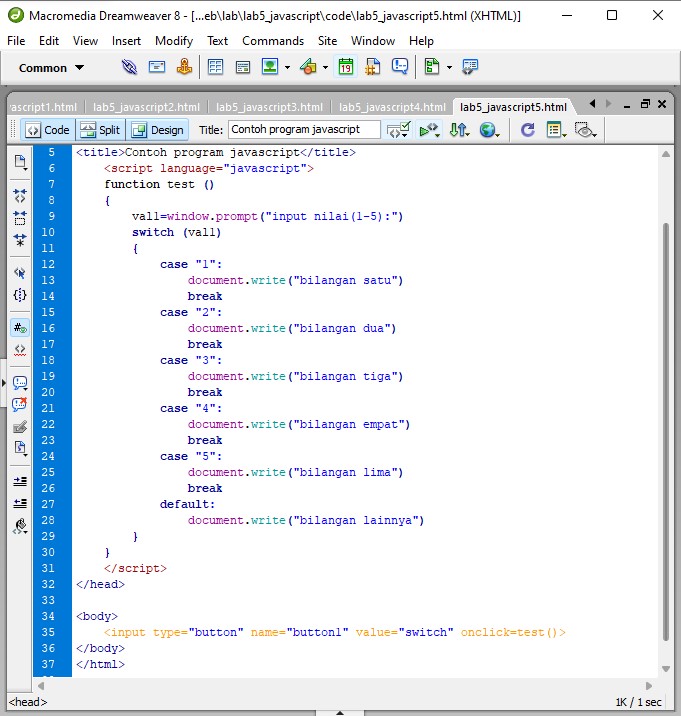 Macromedia Dreamweaver 8 - [...eb\lab\lab5_javascript\code\lab5_javascript5.html (XHTML)]
File Edit View Insert Modify Text Commands Site Window Help
Common
19
ascript1.html lab5_javascript2.html lab5_javascript3.html lab5_javascript4.html lab5_javascript5.html
Code Split Design Title: Contoh program javascript
5 <title>Contoh program javascript</title>
6 <script language="javascript">
7 function test ()
8 {
9 vall=window.prompt("input nilai(1-5):")
10 switch (vall)
11 {
12 case "1":
13 document.write("bilangan satu")
14 break
15 case "2":
16 document.write("bilangan dua")
17 break
18 case "3":
19 document.write("bilangan tiga")
20 break
21 case "4":
22 document.write("bilangan empat")
23 break
24 case "5":
25 document.write("bilangan lima")
26 break
27 default:
28 document.write("bilangan lainnya")
29 }
30 }
31 </script>
32 </head>
33
34 <body>
35 <input type="button" name="button1" value="switch" onclick=test()>
36 </body>
37 </html>
<head> 1K / 1 sec